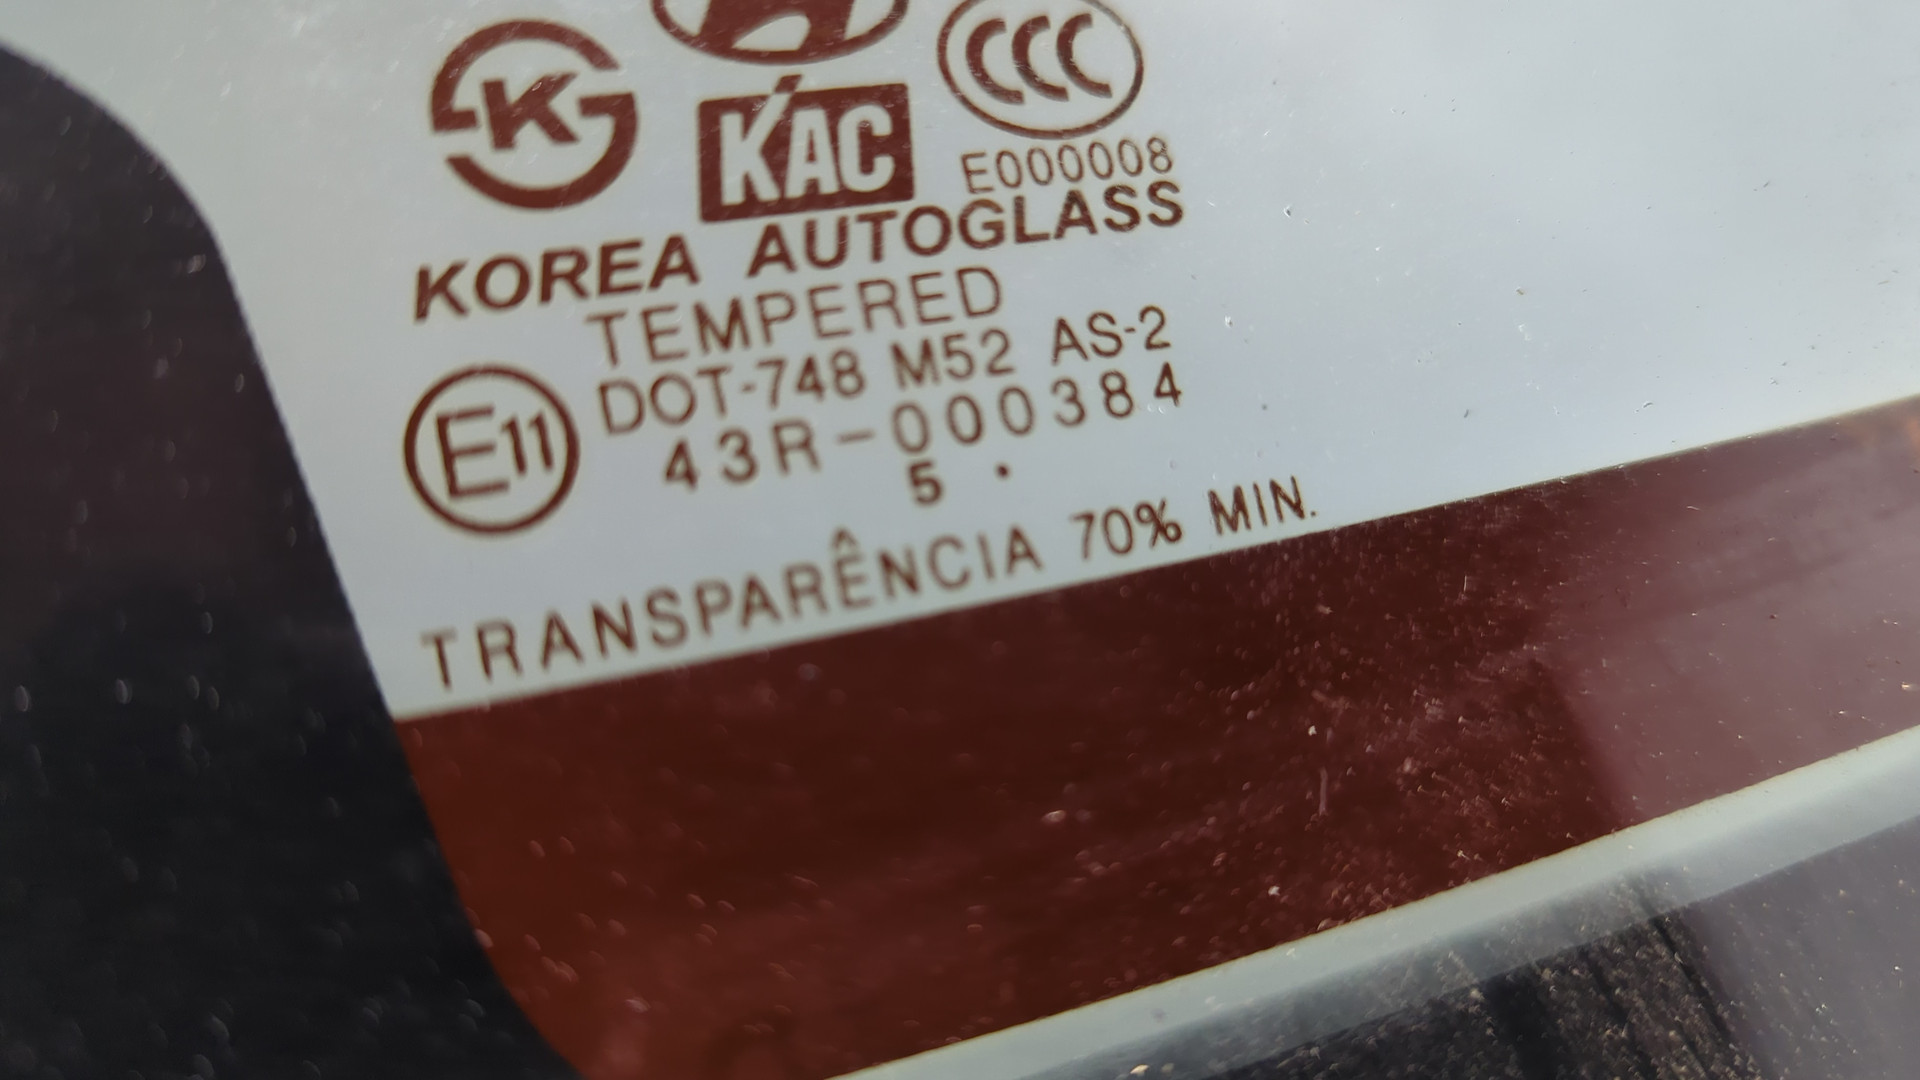 K
KAC
CCC
E000008
KOREA AUTOGLASS
TEMPERED
DOT-748 M52 AS-2
E11
43R-000384
5 .
TRANSPARÊNCIA 70% MIN.